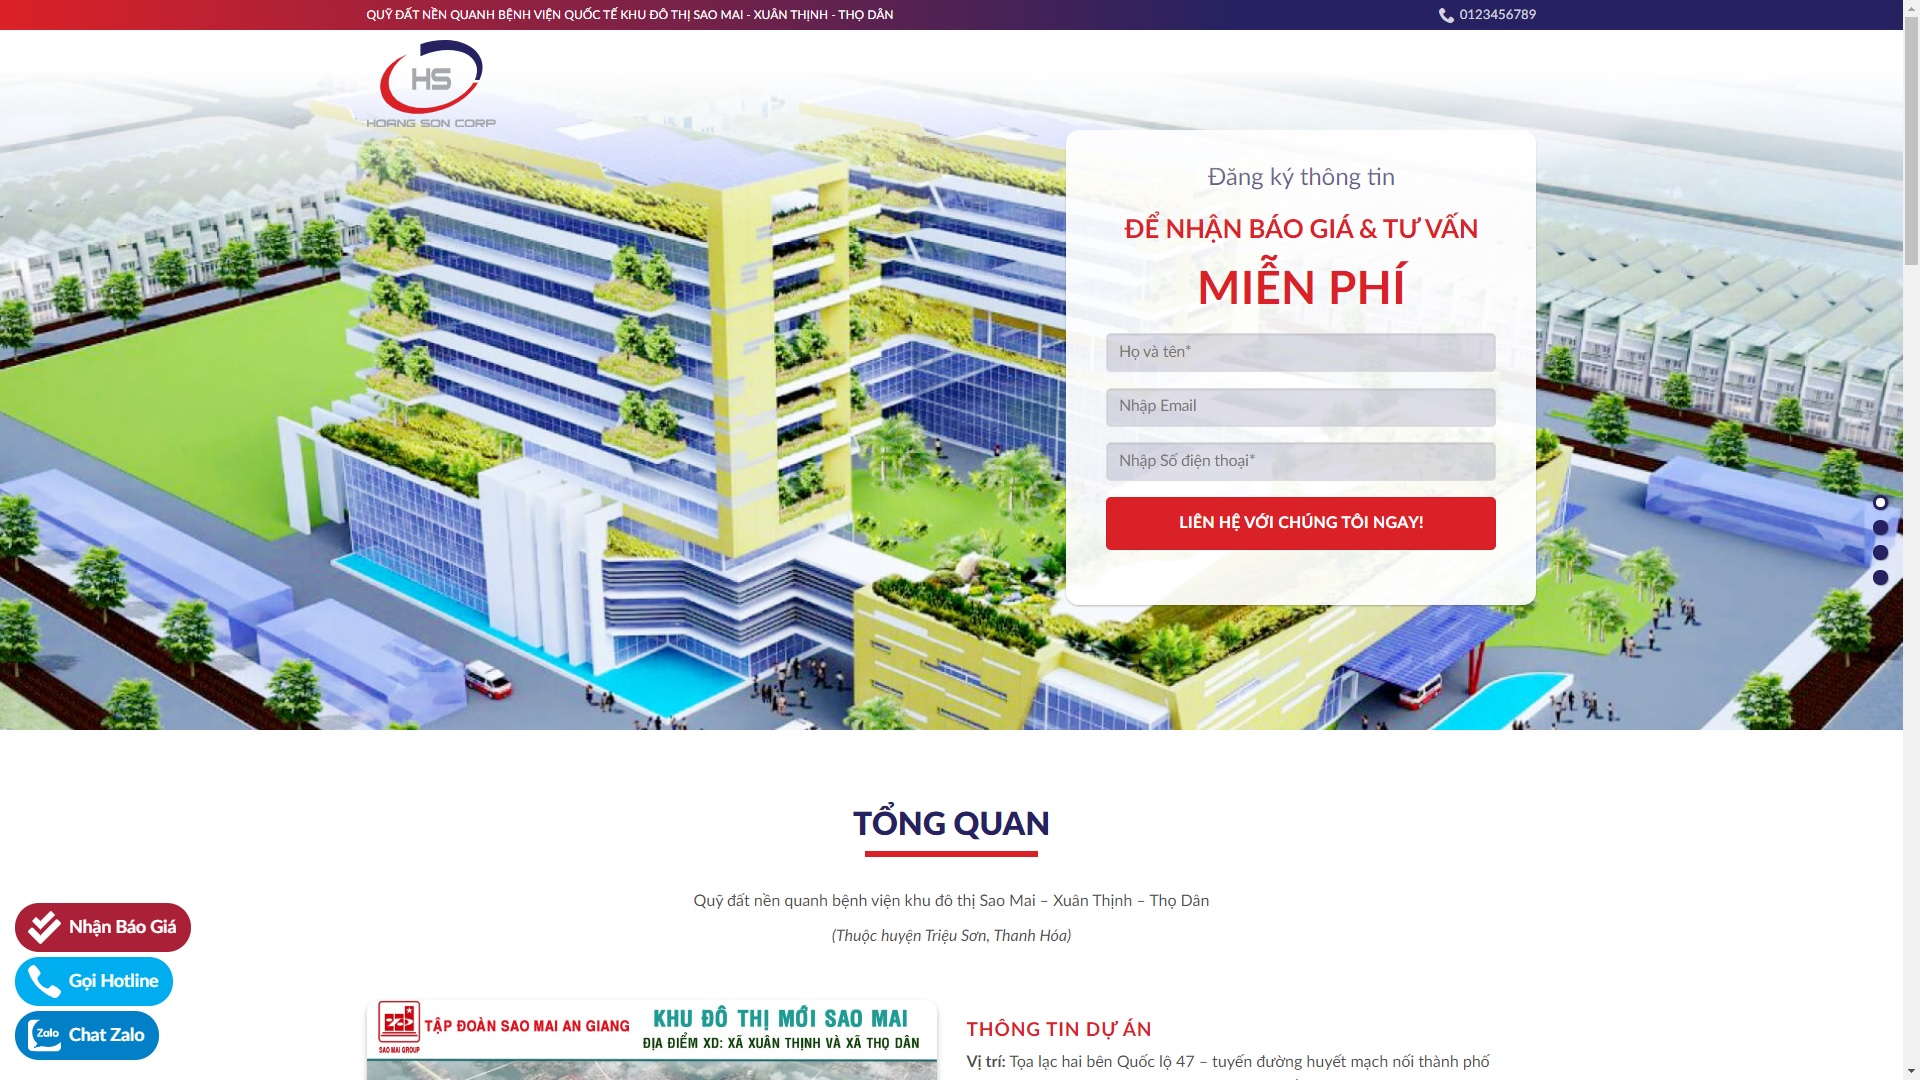 QUỸ ĐẤT NỀN QUANH BỆNH VIỆN QUỐC TẾ KHU ĐÔ THỊ SAO MAI - XUÂN THỊNH - THỌ DÂN
0123456789
HS
HOANG SON CORP
Đăng ký thông tin
ĐỂ NHẬN BÁO GIÁ & TƯ VẤN
MIỄN PHÍ
Họ và tên*
Nhập Email
Nhập Số điện thoại*
LIÊN HỆ VỚI CHÚNG TÔI NGAY!
TỔNG QUAN
Quỹ đất nền quanh bệnh viện khu đô thị Sao Mai – Xuân Thịnh – Thọ Dân
(Thuộc huyện Triệu Sơn, Thanh Hóa)
Nhận Báo Giá
Gọi Hotline
Zalo Chat Zalo
SAO MAI GROUP
TẬP ĐOÀN SAO MAI AN GIANG
KHU ĐÔ THỊ MỚI SAO MAI
ĐỊA ĐIỂM XD: XÃ XUÂN THỊNH VÀ XÃ THỌ DÂN
THÔNG TIN DỰ ÁN
Vị trí: Tọa lạc hai bên Quốc lộ 47 – tuyến đường huyết mạch nối thành phố